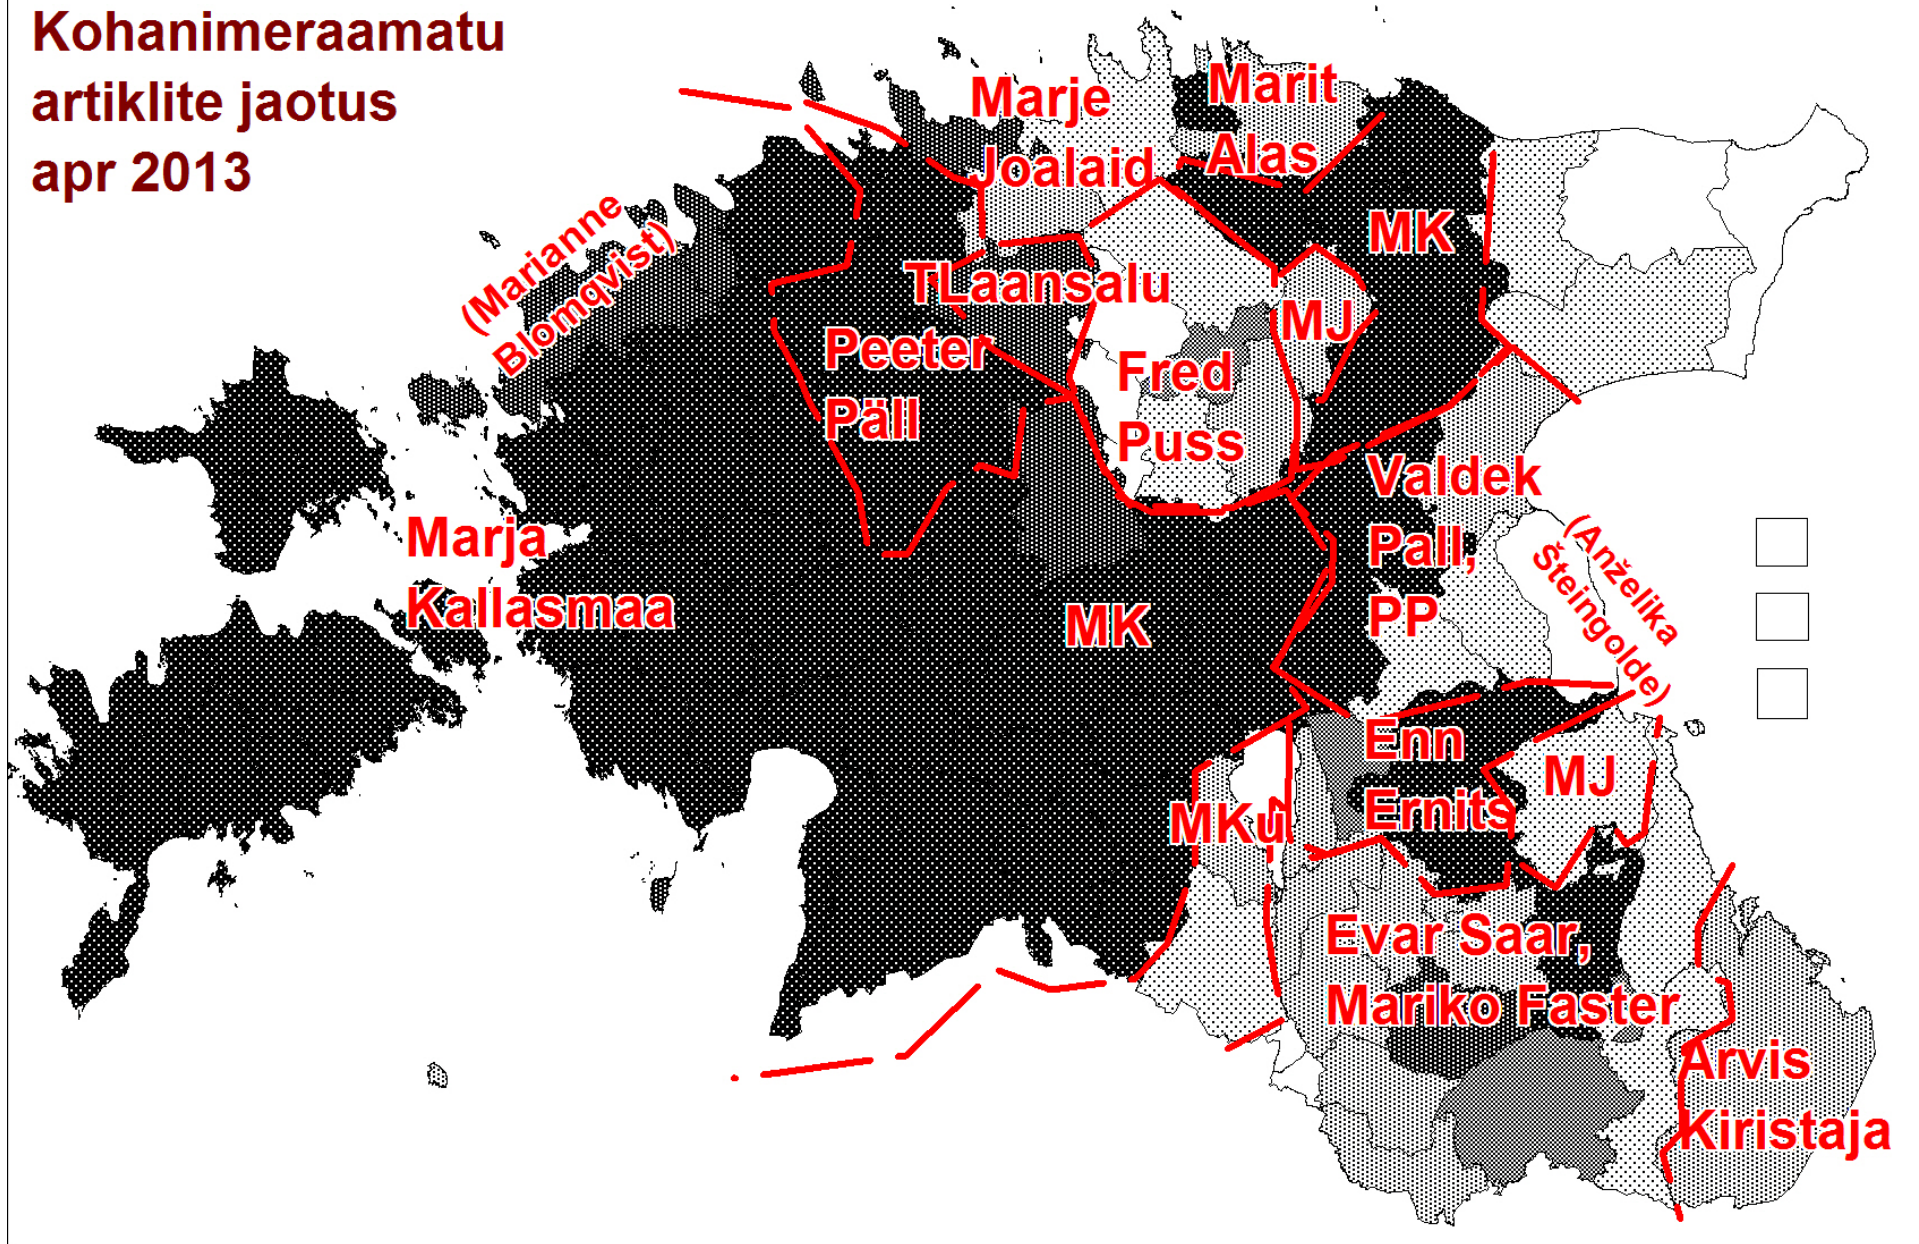 Kohanimeraamatu
artiklite jaotus
apr 2013
Marje
Joalaid
Marit
Alas
MK
(Marianne
Blomqvist)
TLaansalu
MJ
Peeter
Päll
Fred
Puss
Marja
Kallasmaa
MK
Valdek
Pall,
PP
(Anželika
Šteingolde)
Enn
Ernits
MJ
MKu
Evar Saar,
Mariko Faster
Arvis
Kiristaja